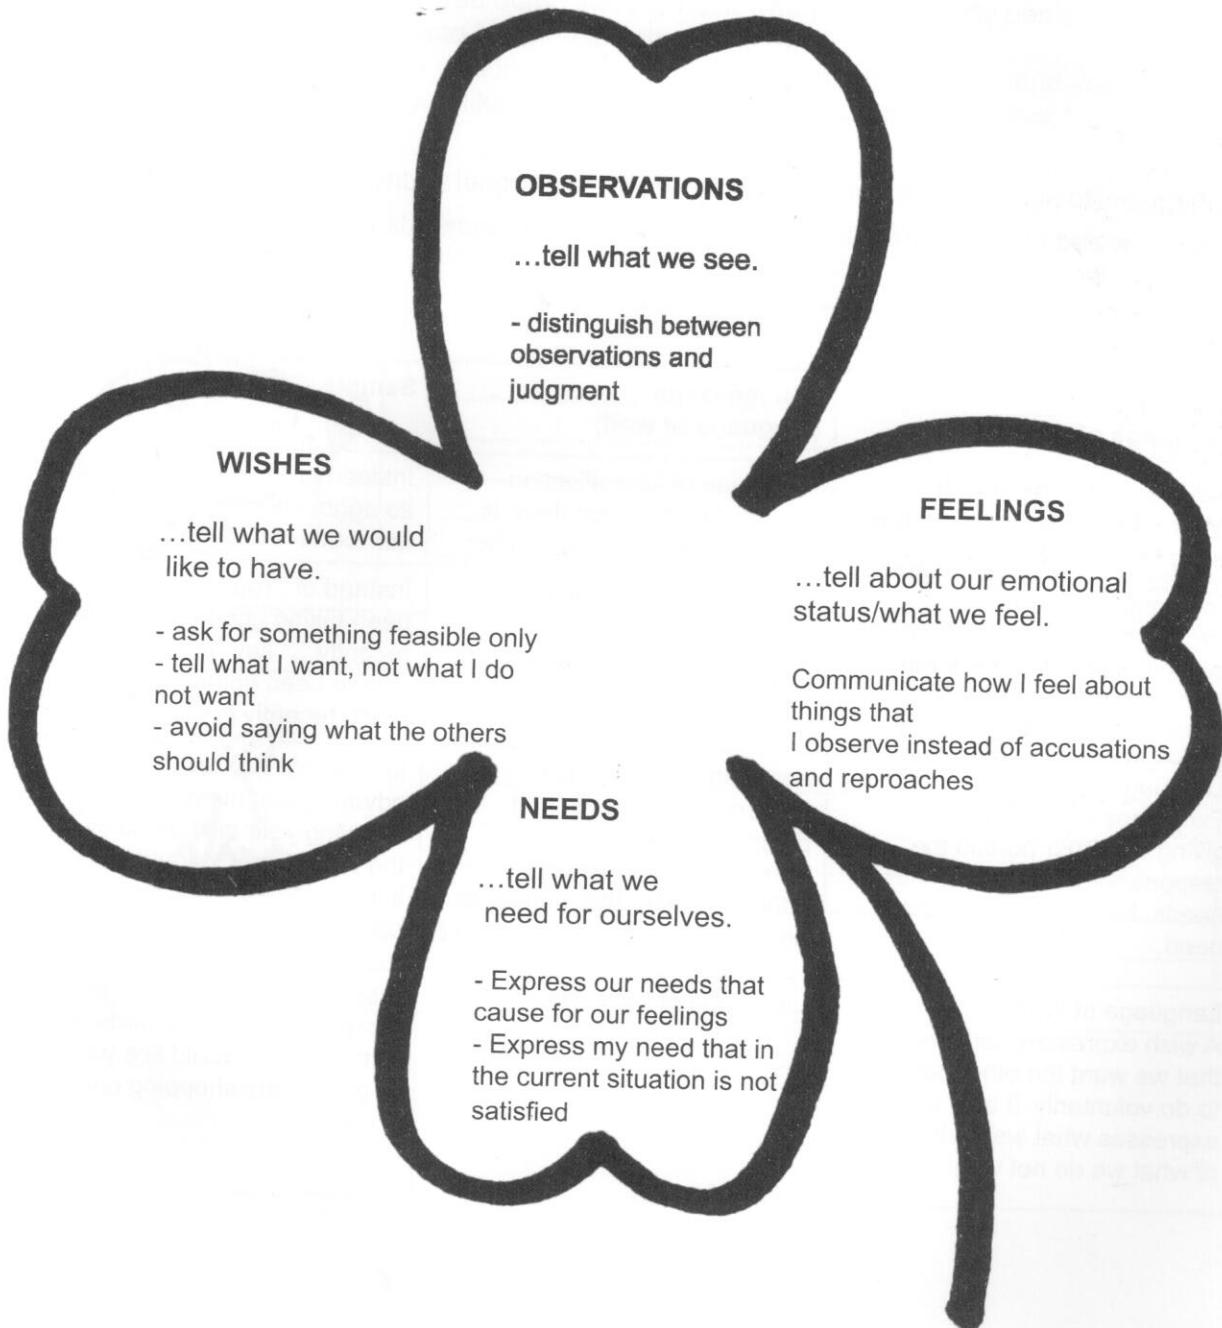 OBSERVATIONS
…tell what we see.
- distinguish between
observations and
judgment
WISHES
…tell what we would
like to have.
- ask for something feasible only
- tell what I want, not what I do
not want
- avoid saying what the others
should think
FEELINGS
…tell about our emotional
status/what we feel.
Communicate how I feel about
things that
I observe instead of accusations
and reproaches
NEEDS
…tell what we
need for ourselves.
- Express our needs that
cause for our feelings
- Express my need that in
the current situation is not
satisfied